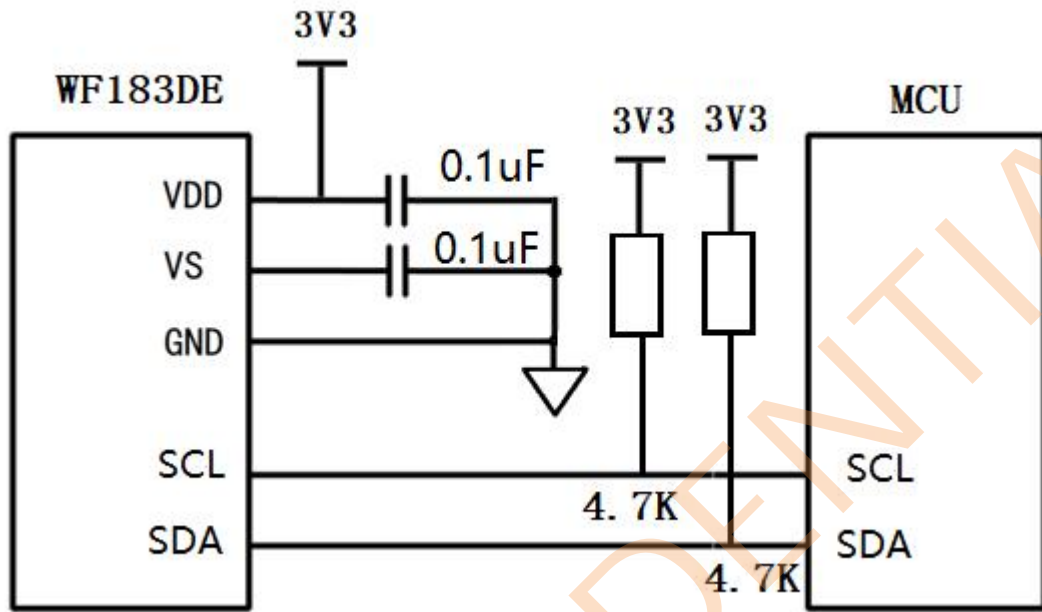 3V3
WF183DE
MCU
3V3 3V3
VDD
0.1uF
VS
0.1uF
GND
SCL
SCL
4.7K
SDA
SDA
4.7K
DENTIA